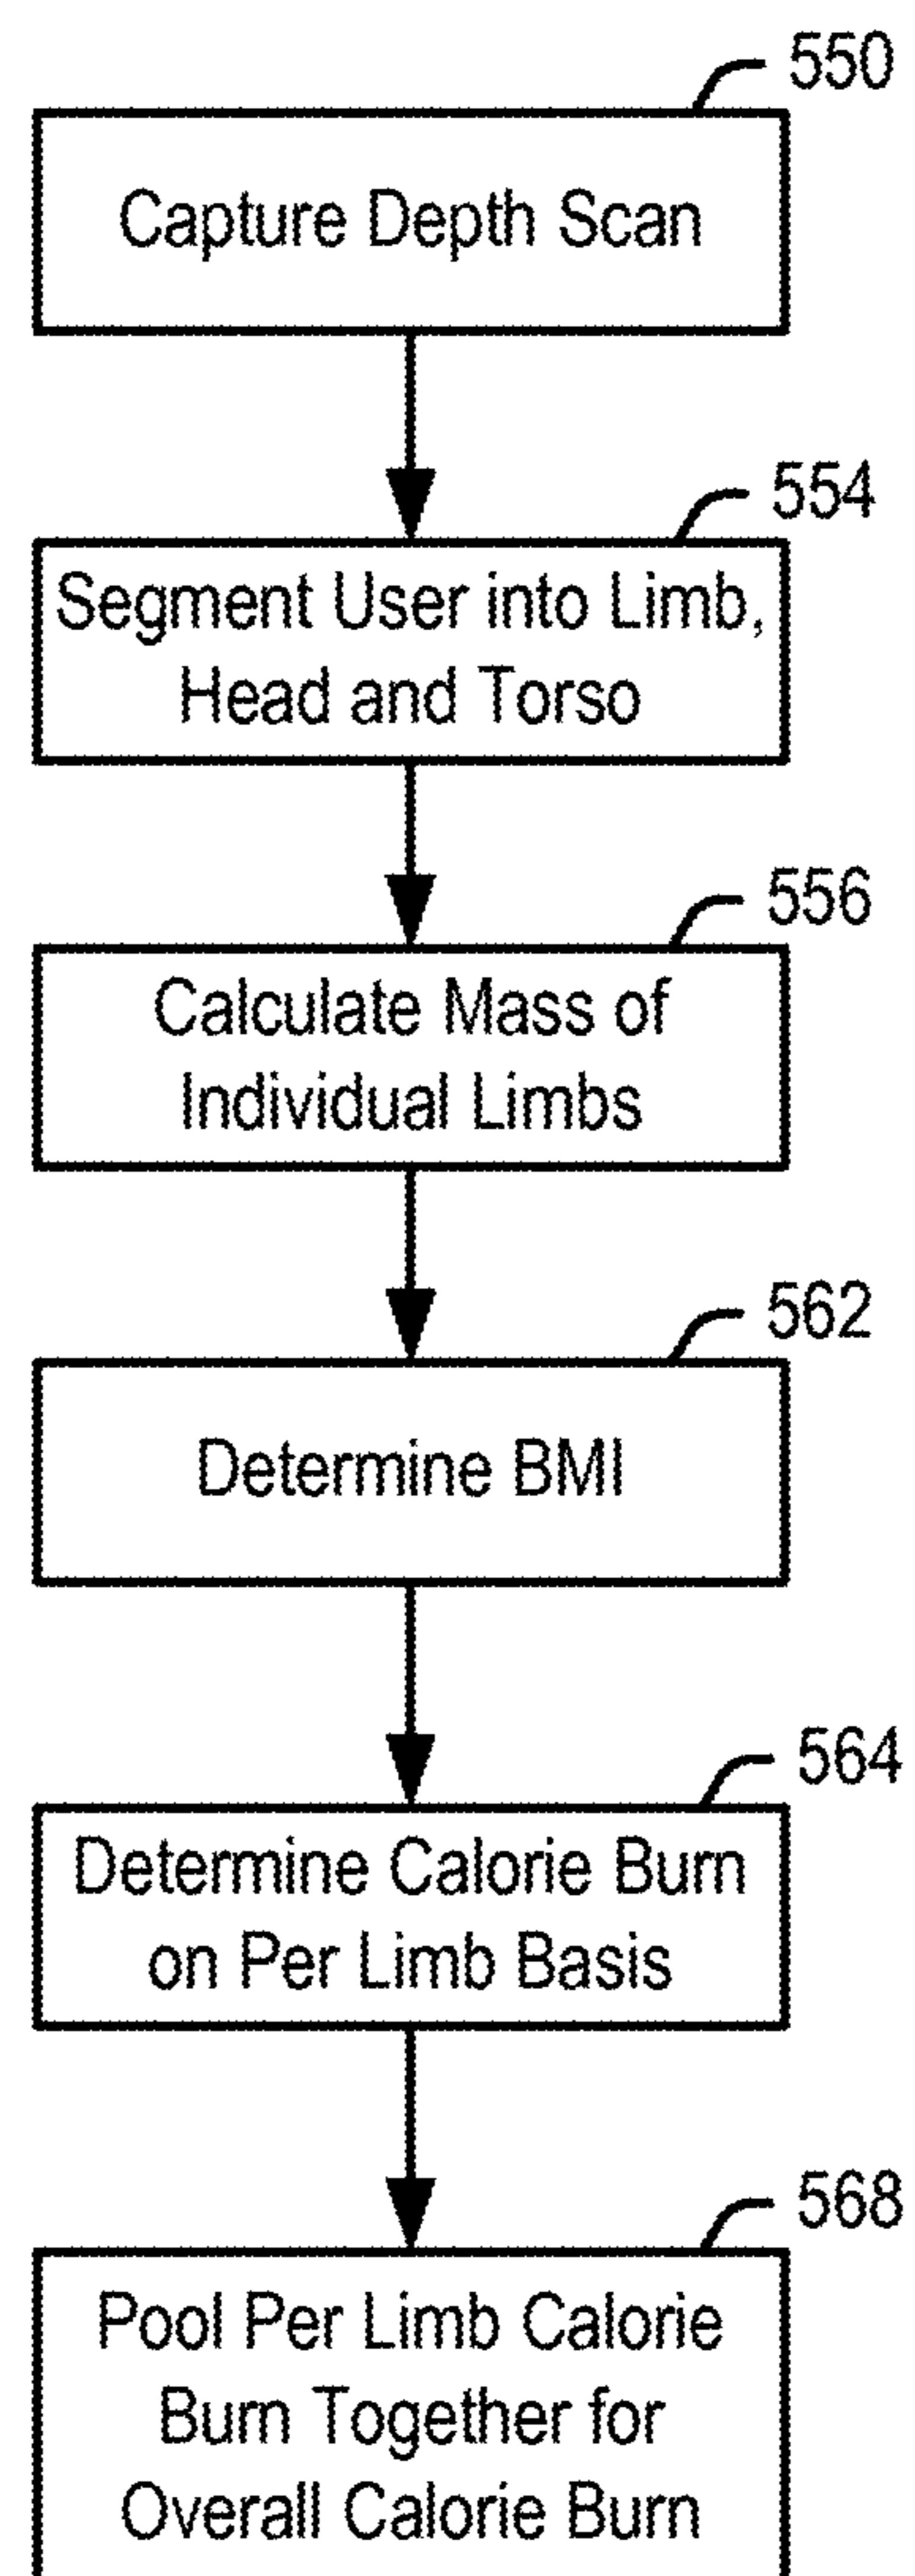 550
Capture Depth Scan
554
Segment User into Limb,
Head and Torso
556
Calculate Mass of
Individual Limbs
562
Determine BMI
564
Determine Calorie Burn
on Per Limb Basis
568
Pool Per Limb Calorie
Burn Together for
Overall Calorie Burn